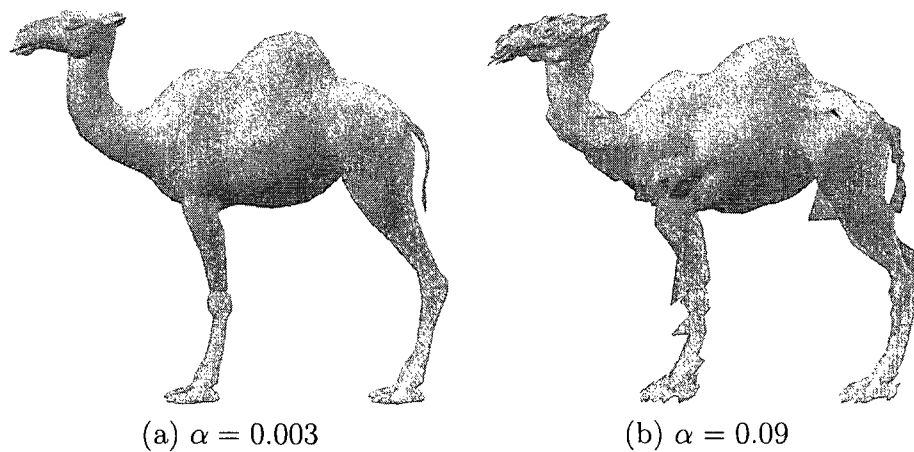 (a) α = 0.003
(b) α = 0.09